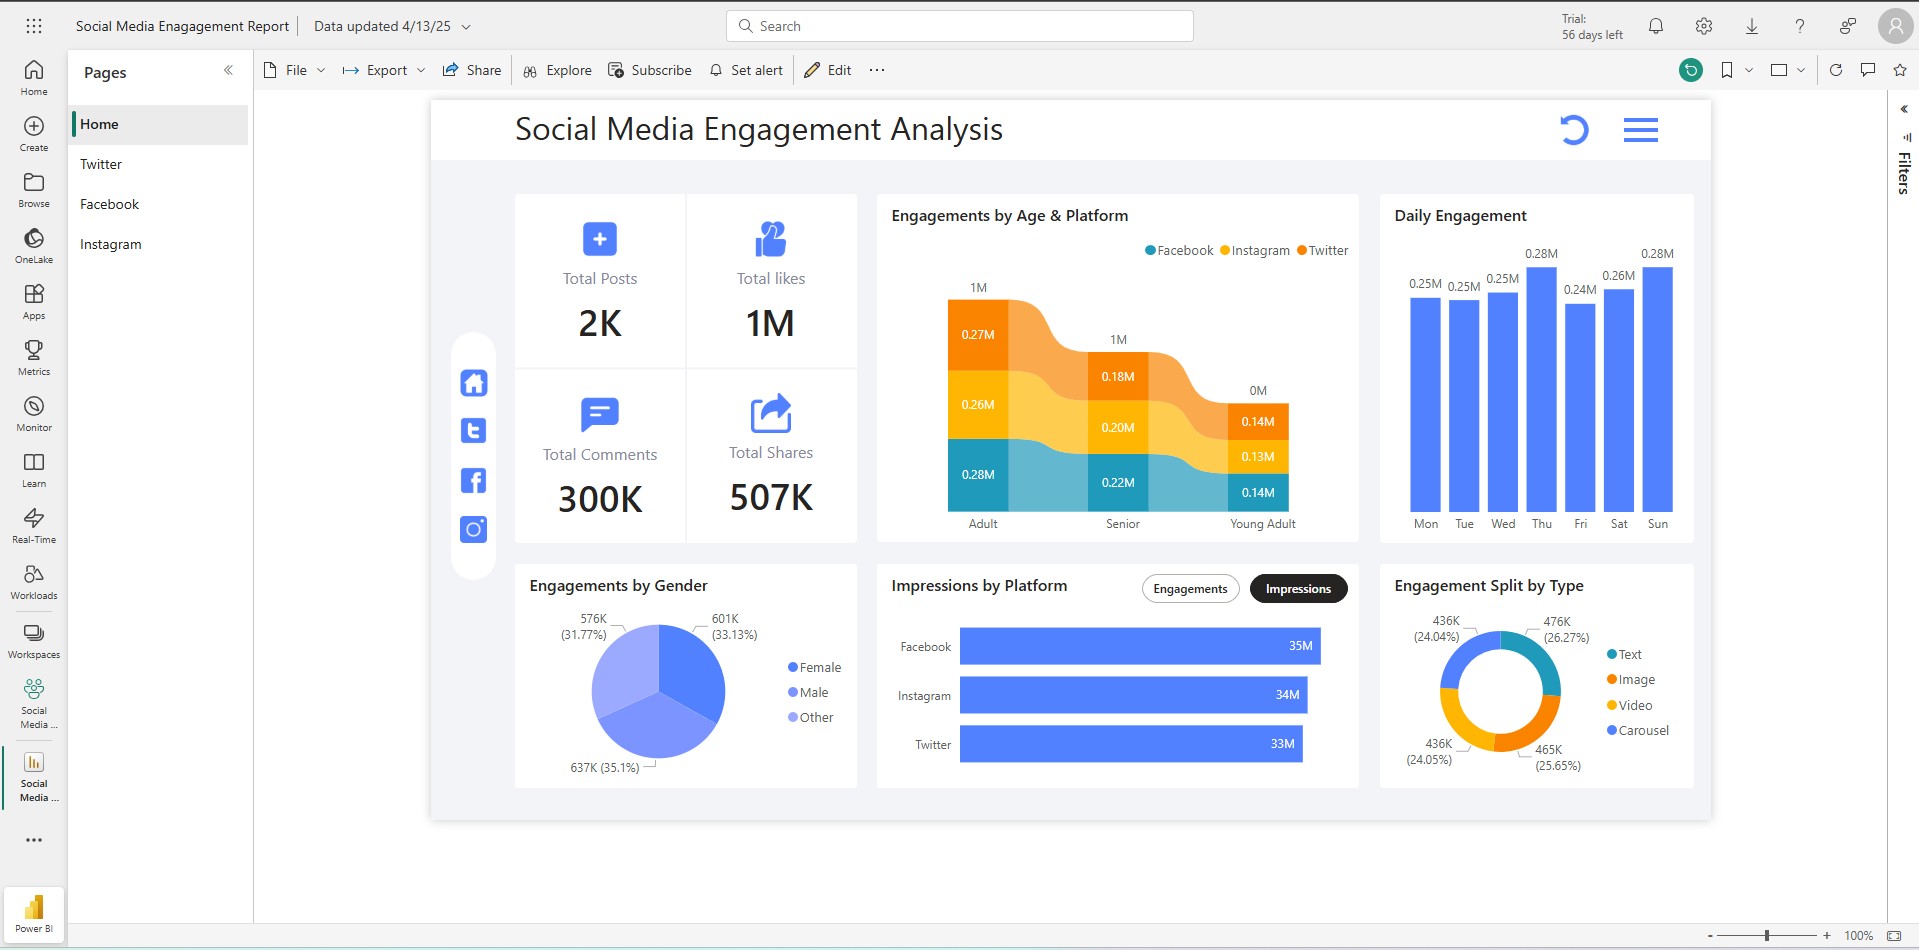 Social Media Enagagement Report
Data updated 4/13/25
Search
Trial:
56 days left
Home
Create
Browse
OneLake
Apps
Metrics
Monitor
Learn
Real-Time
Workloads
Workspaces
Social
Media ...
Social
Media ...
Power BI
Pages
Home
Twitter
Facebook
Instagram
File
Export
Share
Explore
Subscribe
Set alert
Edit
Filters
Social Media Engagement Analysis
Total Posts
2K
Total likes
1M
Total Comments
300K
Total Shares
507K
Engagements by Age & Platform
Facebook Instagram Twitter
1M
0.27M
0.26M
0.28M
1M
0.18M
0.20M
0.22M
0M
0.14M
0.13M
0.14M
Adult Senior Young Adult
Daily Engagement
0.25M 0.25M 0.25M 0.28M 0.24M 0.26M 0.28M
Mon Tue Wed Thu Fri Sat Sun
Engagements by Gender
576K
(31.77%)
601K
(33.13%)
637K (35.1%)
Female
Male
Other
Impressions by Platform
Engagements
Impressions
Facebook 35M
Instagram 34M
Twitter 33M
Engagement Split by Type
436K
(24.04%)
476K
(26.27%)
436K
(24.05%)
465K
(25.65%)
Text
Image
Video
Carousel
- + 100%